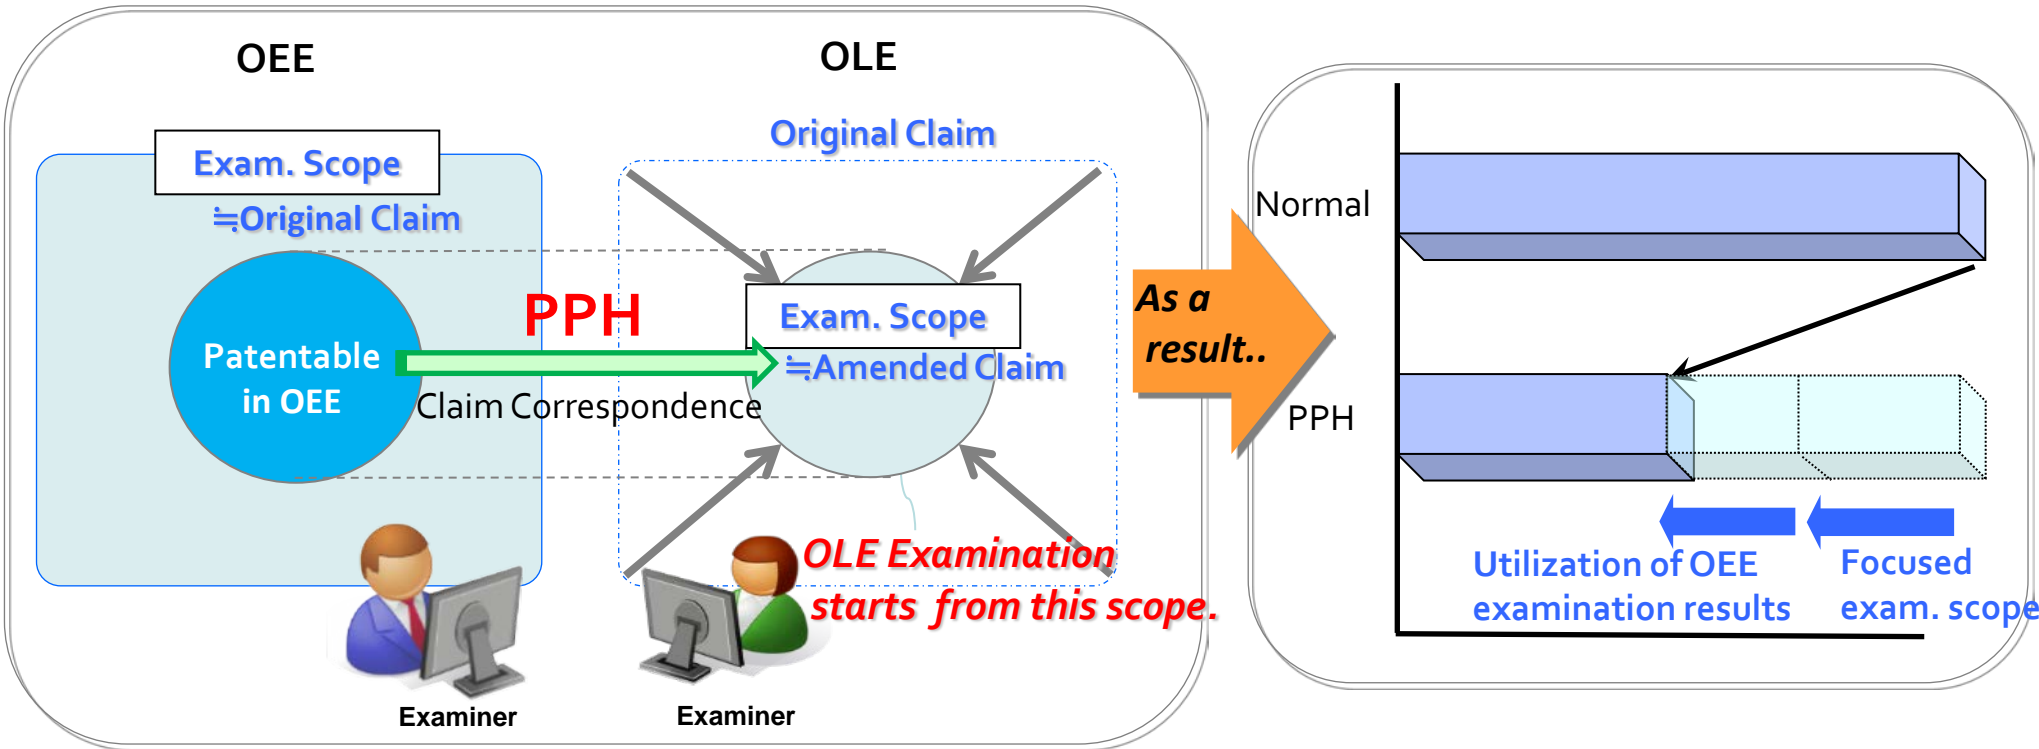 OEE
OLE
Exam. Scope
≒Original Claim
Original Claim
Patentable
in OEE
PPH
Claim Correspondence
Exam. Scope
≒Amended Claim
OLE Examination
starts from this scope.
Examiner
Examiner
As a
result..
Normal
PPH
Utilization of OEE
examination results
Focused
exam. scope